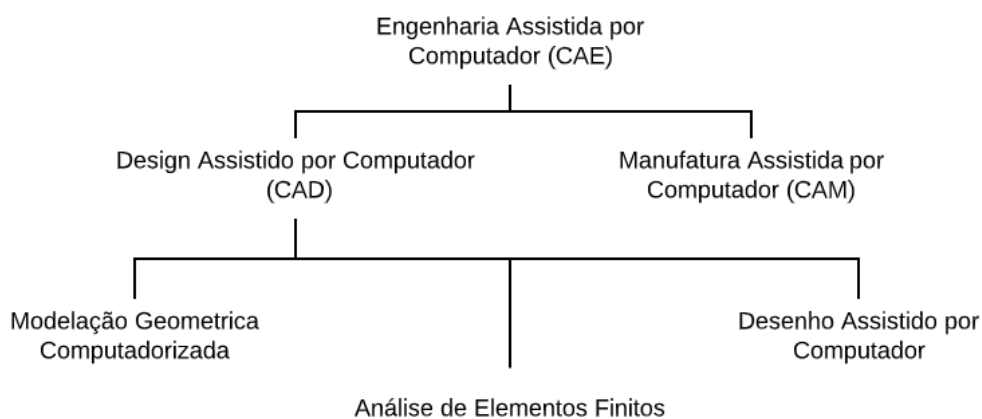 Engenharia Assistida por
Computador (CAE)
Design Assistido por Computador
(CAD)
Manufatura Assistida por
Computador (CAM)
Modelação Geometrica
Computadorizada
Desenho Assistido por
Computador
Análise de Elementos Finitos